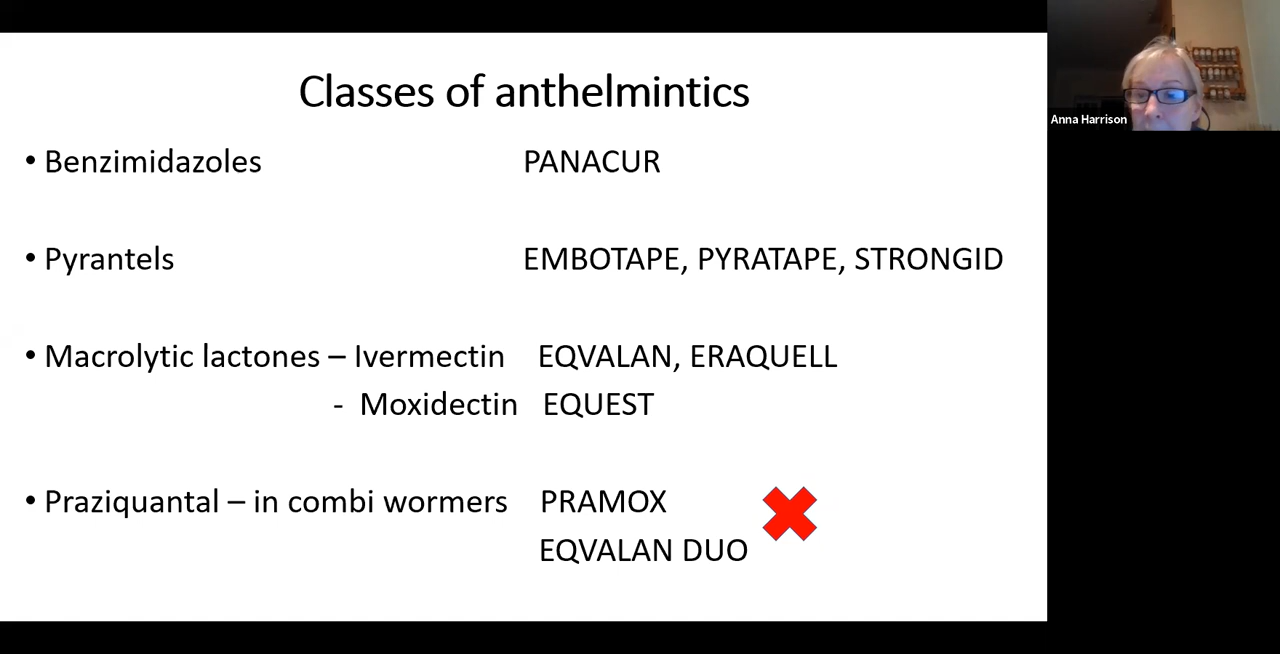 Classes of anthelmintics
• Benzimidazoles PANACUR
• Pyrantels EMBOTAPE, PYRATAPE, STRONGID
• Macrolytic lactones – Ivermectin EQVALAN, ERAQUELL
- Moxidectin EQUEST
• Praziquantal – in combi wormers PRAMOX
EQVALAN DUO
Anna Harrison